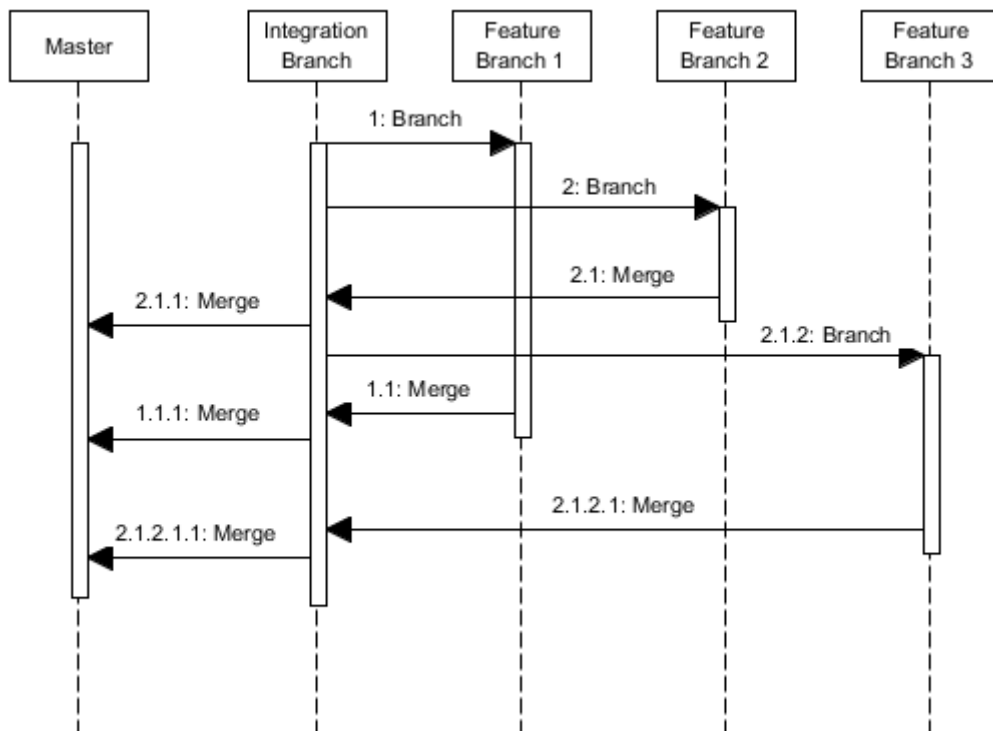 Master
Integration
Branch
Feature
Branch 1
Feature
Branch 2
Feature
Branch 3
1: Branch
2: Branch
2.1: Merge
2.1.1: Merge
2.1.2: Branch
1.1: Merge
1.1.1: Merge
2.1.2.1: Merge
2.1.2.1.1: Merge